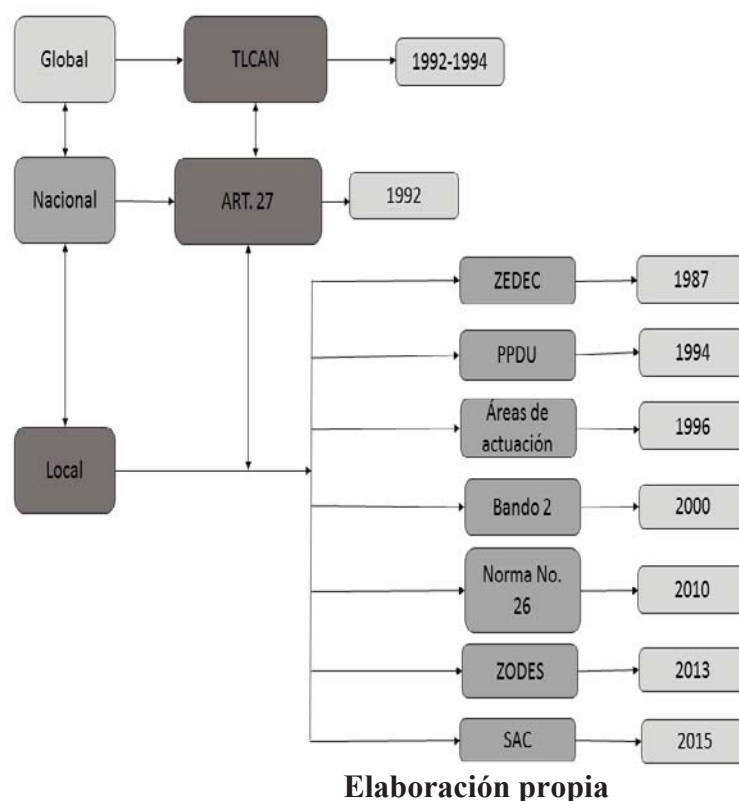 Global
TLCAN
1992-1994
Nacional
ART. 27
1992
Local
ZEDEC
1987
PPDU
1994
Áreas de
actuación
1996
Bando 2
2000
Norma No.
26
2010
ZODES
2013
SAC
2015
Elaboración propia